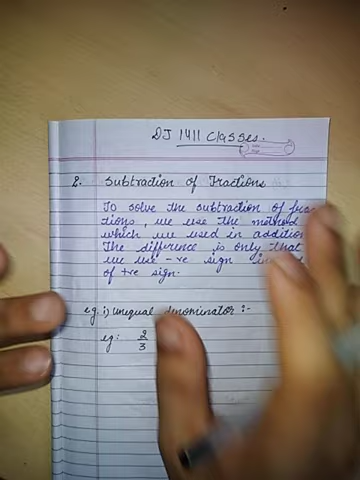 DJ 1411 Classes.
2. Subtraction of Fractions
To solve the subtraction of frac
tions, we use the method
which we used in addition
The difference is only that
we use -ve sign
of +ve sign.
eg. i) Unequal denominator :-
eg: 2
3